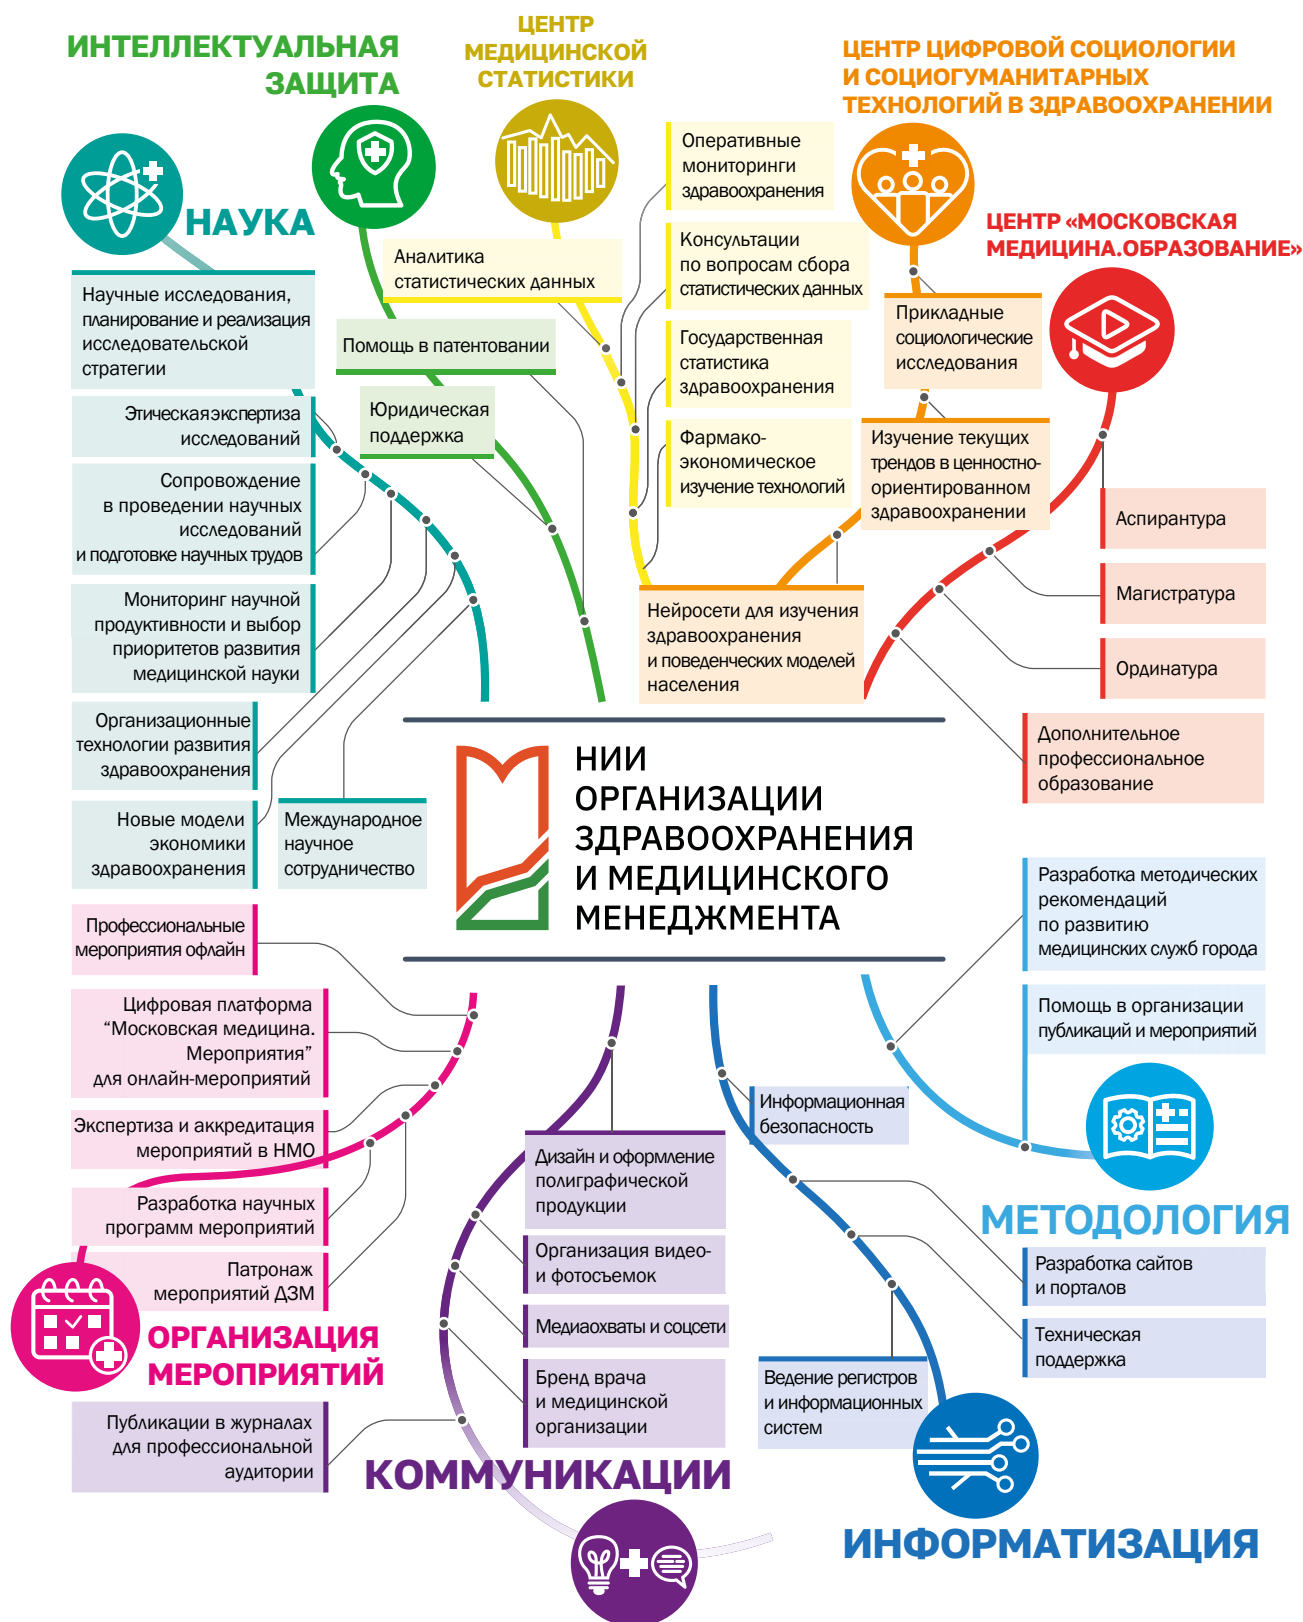 ИНТЕЛЛЕКТУАЛЬНАЯ
ЗАЩИТА
ЦЕНТР
МЕДИЦИНСКОЙ
СТАТИСТИКИ
ЦЕНТР ЦИФРОВОЙ СОЦИОЛОГИИ
И СОЦИОГУМАНИТАРНЫХ
ТЕХНОЛОГИЙ В ЗДРАВООХРАНЕНИИ
НАУКА
ЦЕНТР «МОСКОВСКАЯ
МЕДИЦИНА.ОБРАЗОВАНИЕ»
Научные исследования,
планирование и реализация
исследовательской
стратегии
Этическая экспертиза
исследований
Сопровождение
в проведении научных
исследований
и подготовке научных трудов
Мониторинг научной
продуктивности и выбор
приоритетов развития
медицинской науки
Организационные
технологии развития
здравоохранения
Новые модели
экономики
здравоохранения
Международное
научное
сотрудничество
Помощь в патентовании
Юридическая
поддержка
Аналитика
статистических данных
Оперативные
мониторинги
здравоохранения
Консультации
по вопросам сбора
статистических данных
Государственная
статистика
здравоохранения
Фармако-
экономическое
изучение технологий
Прикладные
социологические
исследования
Изучение текущих
трендов в ценностно-
ориентированном
здравоохранении
Нейросети для изучения
здравоохранения
и поведенческих моделей
населения
Аспирантура
Магистратура
Ординатура
Дополнительное
профессиональное
образование
НИИ
ОРГАНИЗАЦИИ
ЗДРАВООХРАНЕНИЯ
И МЕДИЦИНСКОГО
МЕНЕДЖМЕНТА
Разработка методических
рекомендаций
по развитию
медицинских служб города
Помощь в организации
публикаций и мероприятий
МЕТОДОЛОГИЯ
Профессиональные
мероприятия офлайн
Цифровая платформа
“Московская медицина.
Мероприятия”
для онлайн-мероприятий
Экспертиза и аккредитация
мероприятий в НМО
Разработка научных
программ мероприятий
Патронаж
мероприятий ДЗМ
ОРГАНИЗАЦИЯ
МЕРОПРИЯТИЙ
Дизайн и оформление
полиграфической
продукции
Организация видео-
и фотосъемок
Медиаохваты и соцсети
Бренд врача
и медицинской
организации
Публикации в журналах
для профессиональной
аудитории
КОММУНИКАЦИИ
Информационная
безопасность
Разработка сайтов
и порталов
Техническая
поддержка
Ведение регистров
и информационных
систем
ИНФОРМАТИЗАЦИЯ